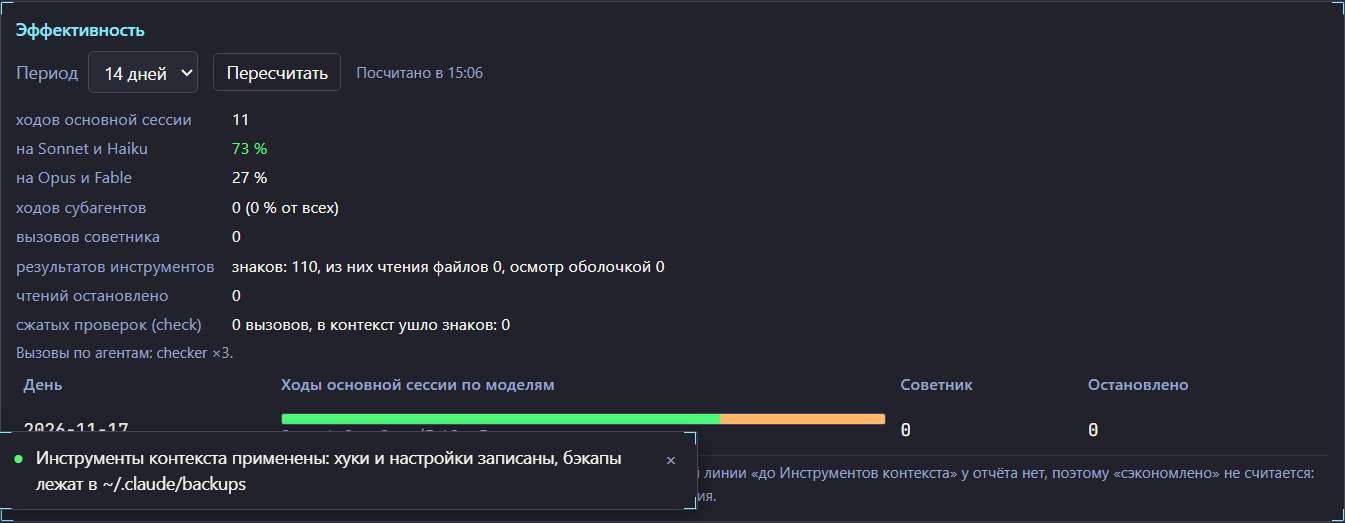 Эффективность
Период 14 дней Пересчитать Посчитано в 15:06
ходов основной сессии 11
на Sonnet и Haiku 73 %
на Opus и Fable 27 %
ходов субагентов 0 (0 % от всех)
вызовов советника 0
результатов инструментов знаков: 110, из них чтения файлов 0, осмотр оболочкой 0
чтений остановлено 0
сжатых проверок (check) 0 вызовов, в контекст ушло знаков: 0
Вызовы по агентам: checker ×3.
День Ходы основной сессии по моделям Советник Остановлено
2026-11-17 0 0
Инструменты контекста применены: хуки и настройки записаны, бэкапы ×
лежат в ~/.claude/backups
линии «до Инструментов контекста» у отчёта нет, поэтому «сэкономлено» не считается: